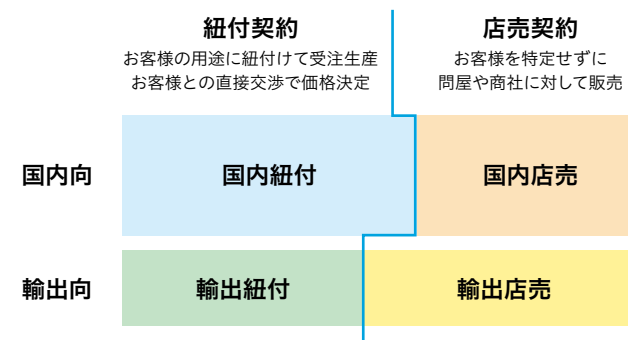 紐付契約
お客様の用途に紐付けて受注生産
お客様との直接交渉で価格決定
店売契約
お客様を特定せずに
問屋や商社に対して販売
国内向
国内紐付
国内店売
輸出向
輸出紐付
輸出店売